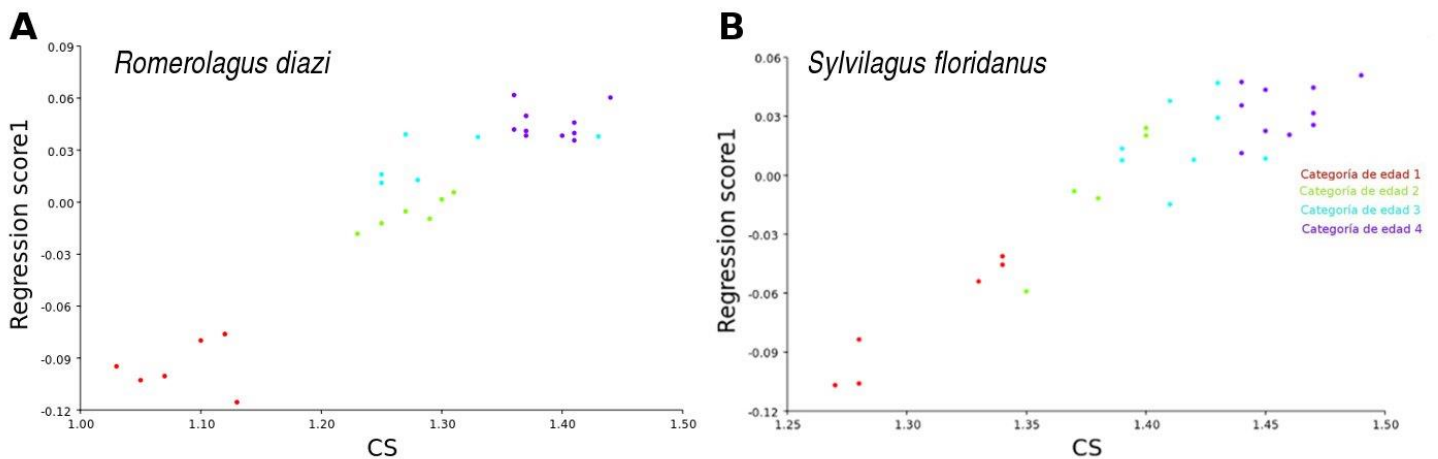 A
Romerolagus diazi
Regression score1
0.09
0.06
0.03
0.00
-0.03
-0.06
-0.09
-0.12
1.00
1.10
1.20
1.30
1.40
1.50
CS
B
Sylvilagus floridanus
Regression score1
0.06
0.03
0.00
-0.03
-0.06
-0.09
-0.12
1.25
1.30
1.35
1.40
1.45
1.50
CS
Categoría de edad 1
Categoría de edad 2
Categoría de edad 3
Categoría de edad 4